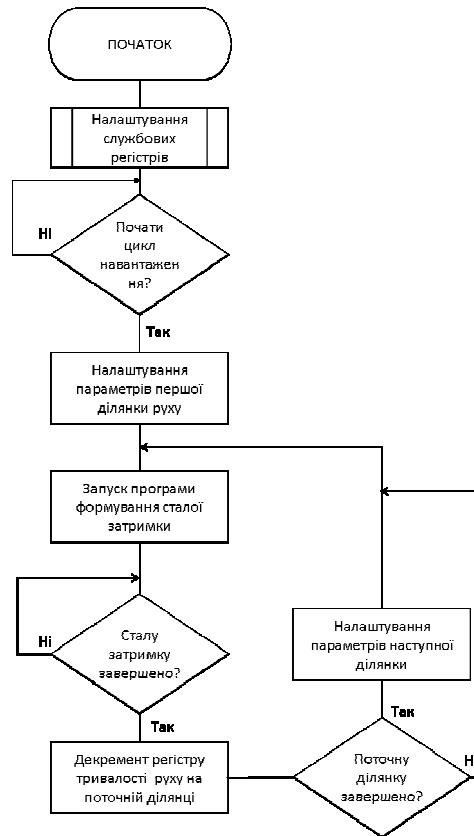 ПОЧАТОК
Налаштування
службових
регістрів
Ні
Почати
цикл
навантажен
ня?
Так
Налаштування
параметрів першої
ділянки руху
Запуск програми
формування сталої
затримки
Ні
Сталу
затримку
завершено?
Налаштування
параметрів наступної
ділянки
Так
Так
Декремент регістру
тривалості руху на
поточній ділянці
Поточну
ділянку
завершено?
Н